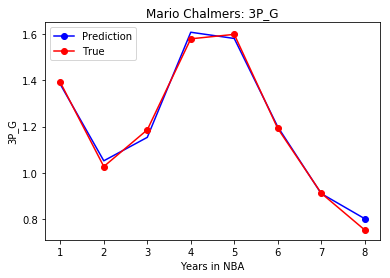 Mario Chalmers: 3P_G
Prediction
True
3P_G
1.6
1.4
1.2
1.0
0.8
1 2 3 4 5 6 7 8
Years in NBA